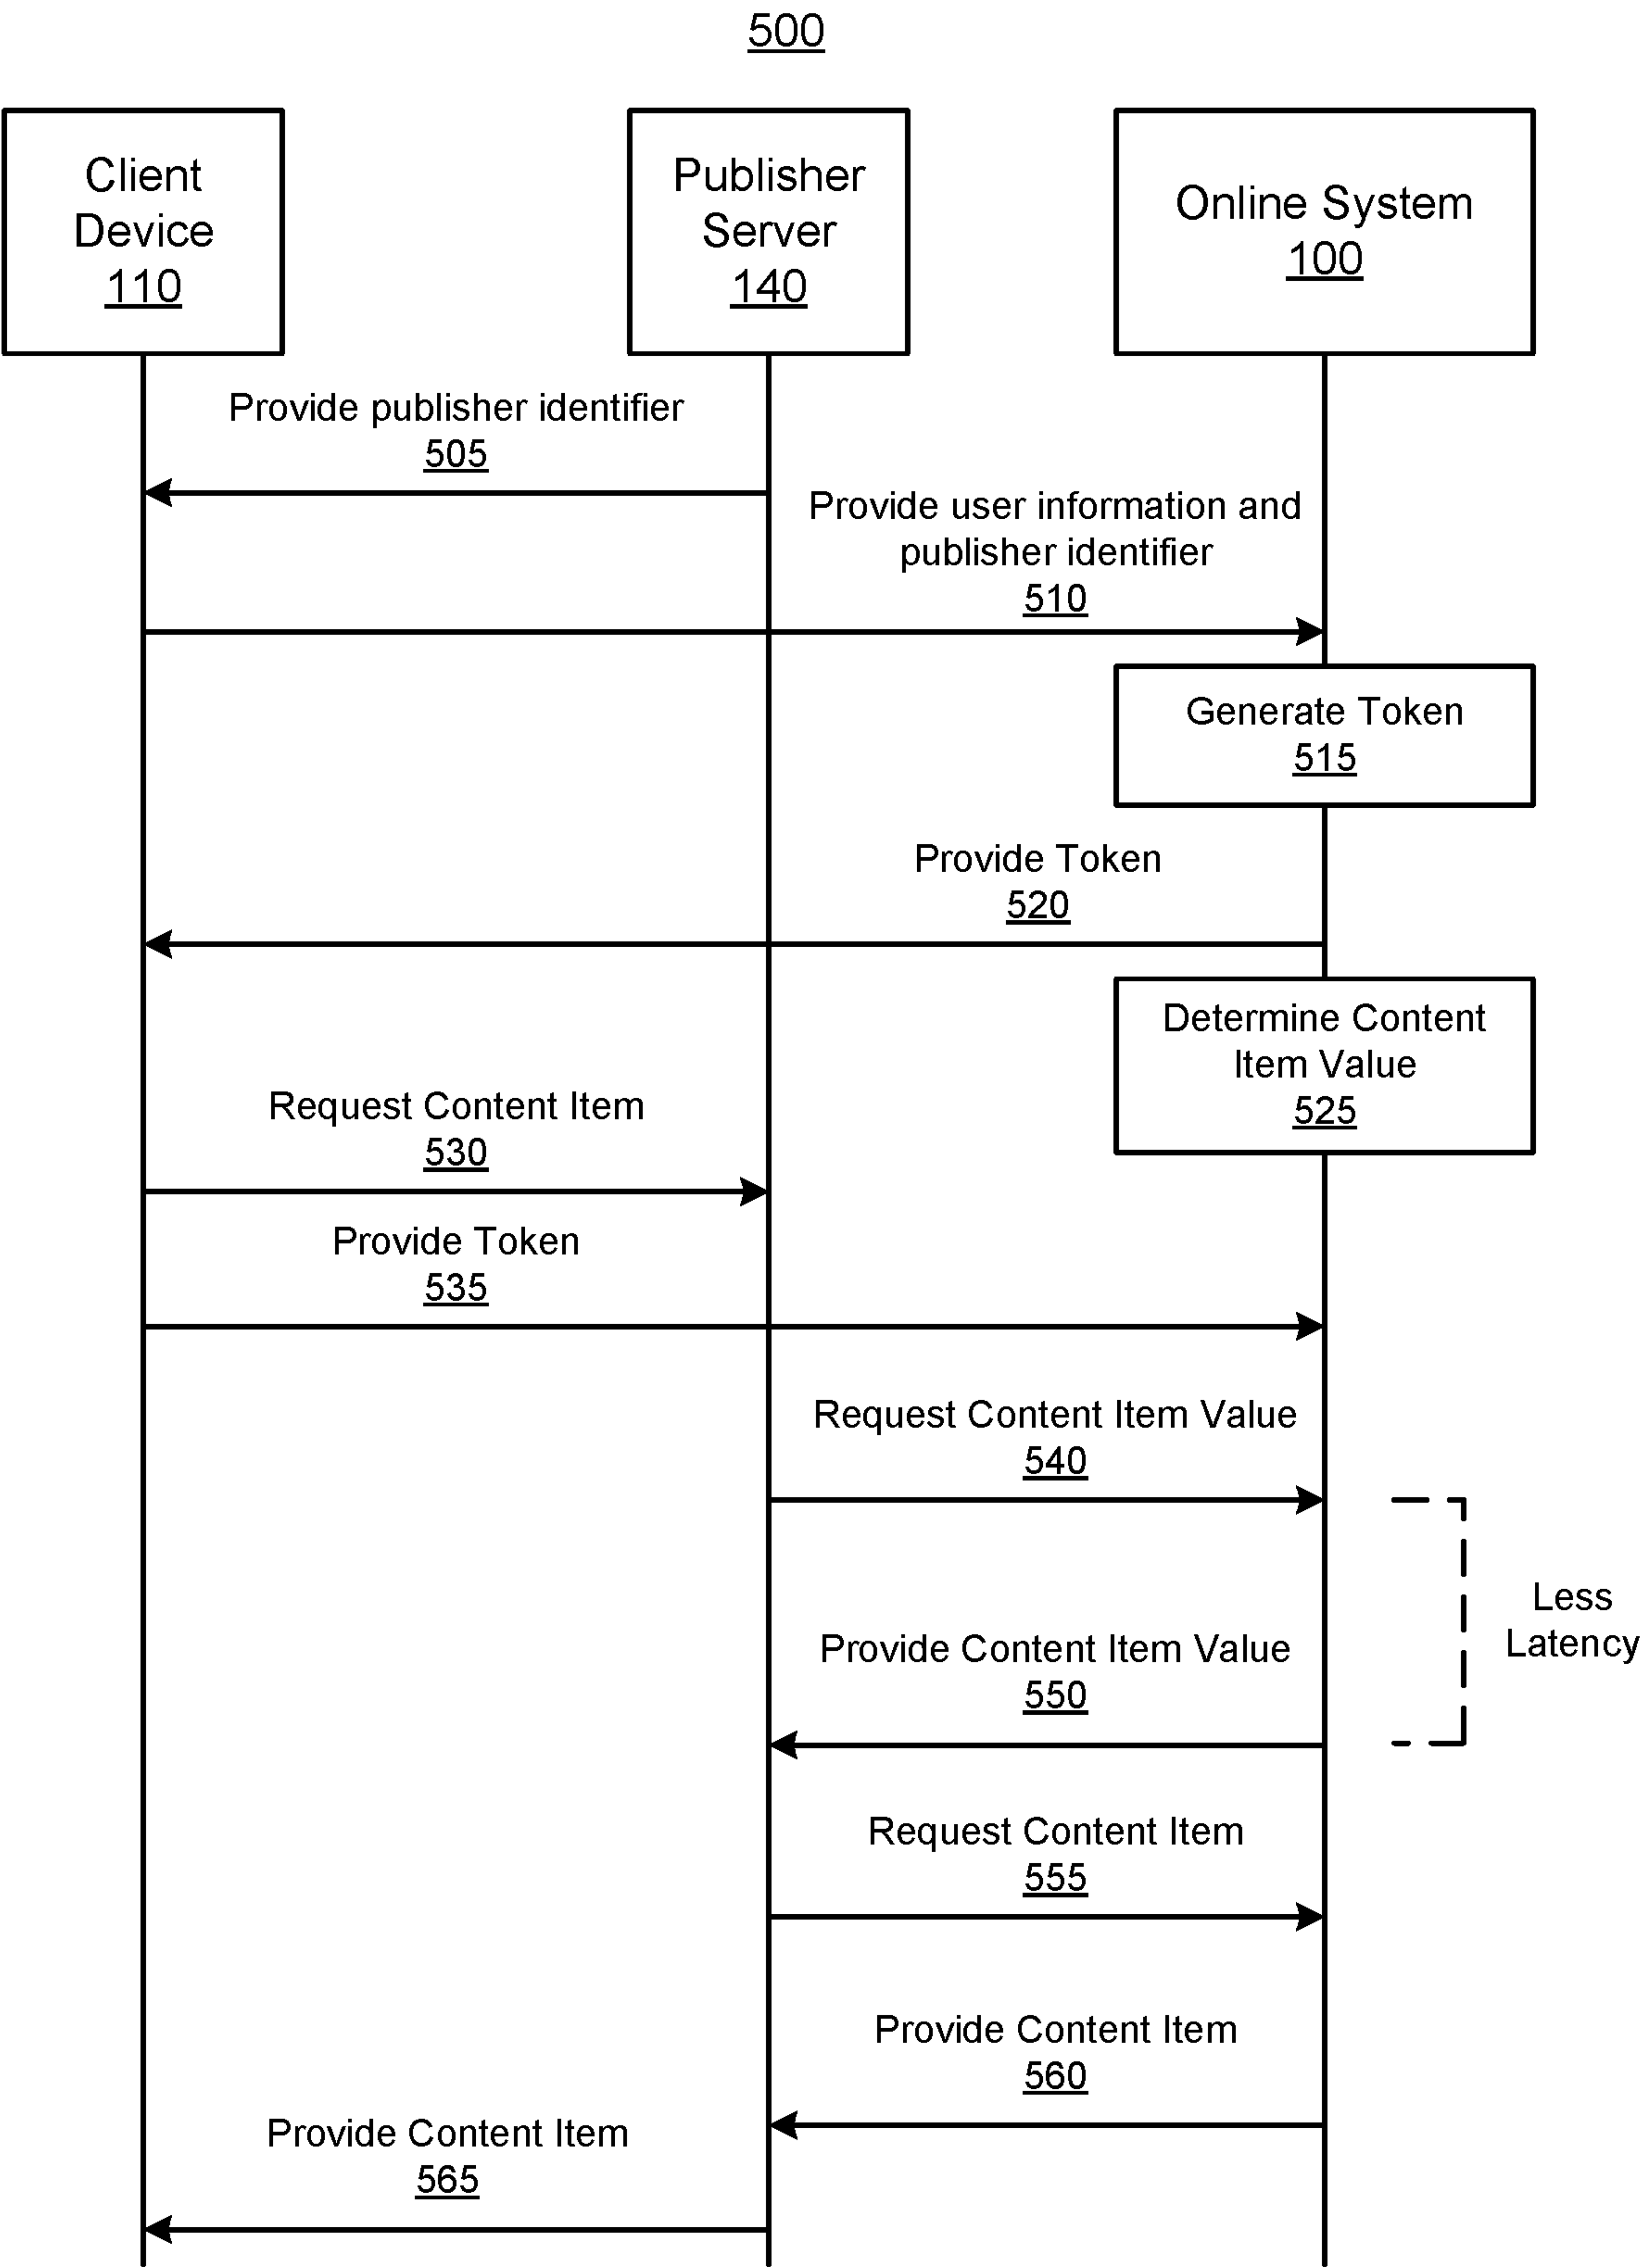 500
Client
Device
110
Publisher
Server
140
Online System
100
Provide publisher identifier
505
Provide user information and
publisher identifier
510
Generate Token
515
Provide Token
520
Determine Content
Item Value
525
Request Content Item
530
Provide Token
535
Request Content Item Value
540
Less
Latency
Provide Content Item Value
550
Request Content Item
555
Provide Content Item
560
Provide Content Item
565